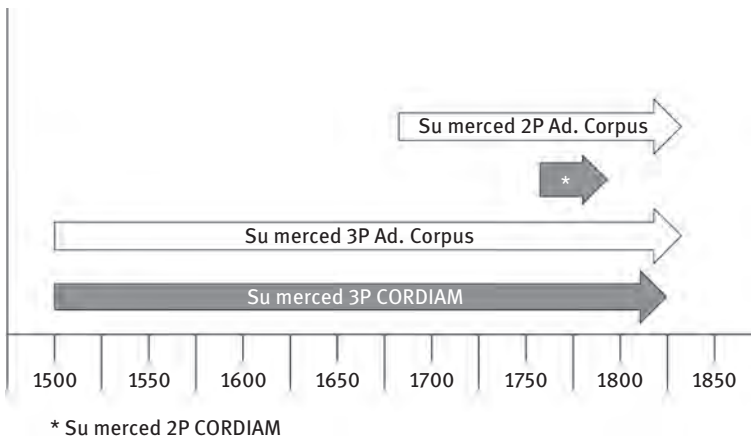 Su merced 2P Ad. Corpus
*
Su merced 3P Ad. Corpus
Su merced 3P CORDIAM
1500 1550 1600 1650 1700 1750 1800 1850
* Su merced 2P CORDIAM